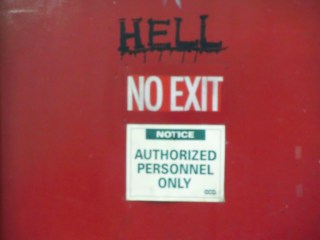 HELL
NO EXIT
NOTICE
AUTHORIZED
PERSONNEL
ONLY